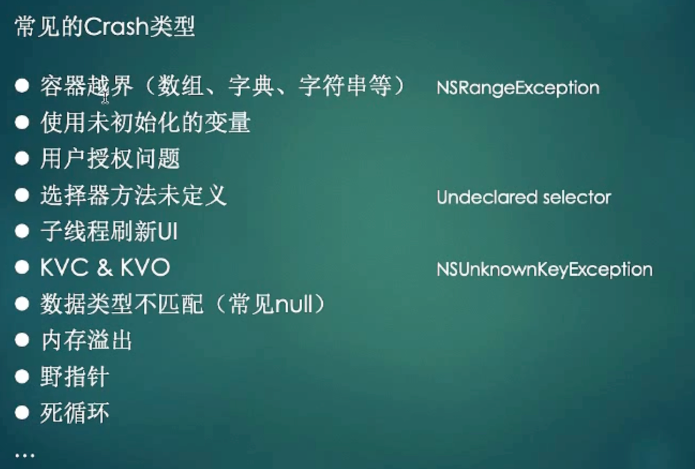 常见的Crash类型
● 容器越界（数组、字典、字符串等） NSRangeException
● 使用未初始化的变量
● 用户授权问题
● 选择器方法未定义 Undeclared selector
● 子线程刷新UI
● KVC & KVO NSUnknownKeyException
● 数据类型不匹配（常见null）
● 内存溢出
● 野指针
● 死循环
...